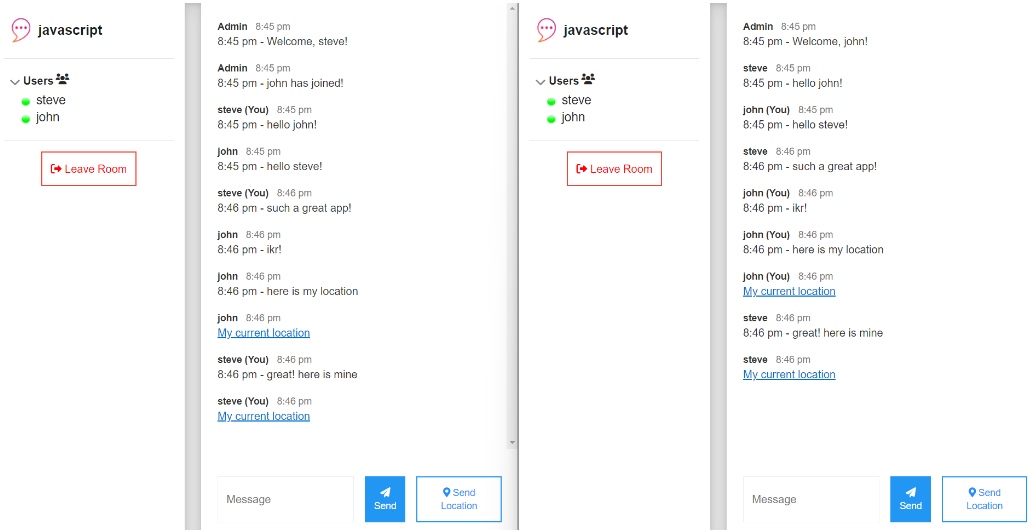 javascript
Users
steve
john
Leave Room
Admin 8:45 pm
8:45 pm - Welcome, steve!
Admin 8:45 pm
8:45 pm - john has joined!
steve (You) 8:45 pm
8:45 pm - hello john!
john 8:45 pm
8:45 pm - hello steve!
steve (You) 8:46 pm
8:46 pm - such a great app!
john 8:46 pm
8:46 pm - ikr!
john 8:46 pm
8:46 pm - here is my location
john 8:46 pm
My current location
steve (You) 8:46 pm
8:46 pm - great! here is mine
steve (You) 8:46 pm
My current location
Message
Send
Send
Location
javascript
Users
steve
john
Leave Room
Admin 8:45 pm
8:45 pm - Welcome, john!
steve 8:45 pm
8:45 pm - hello john!
john (You) 8:45 pm
8:45 pm - hello steve!
steve 8:46 pm
8:46 pm - such a great app!
john (You) 8:46 pm
8:46 pm - ikr!
john (You) 8:46 pm
8:46 pm - here is my location
john (You) 8:46 pm
My current location
steve 8:46 pm
8:46 pm - great! here is mine
steve 8:46 pm
My current location
Message
Send
Send
Location